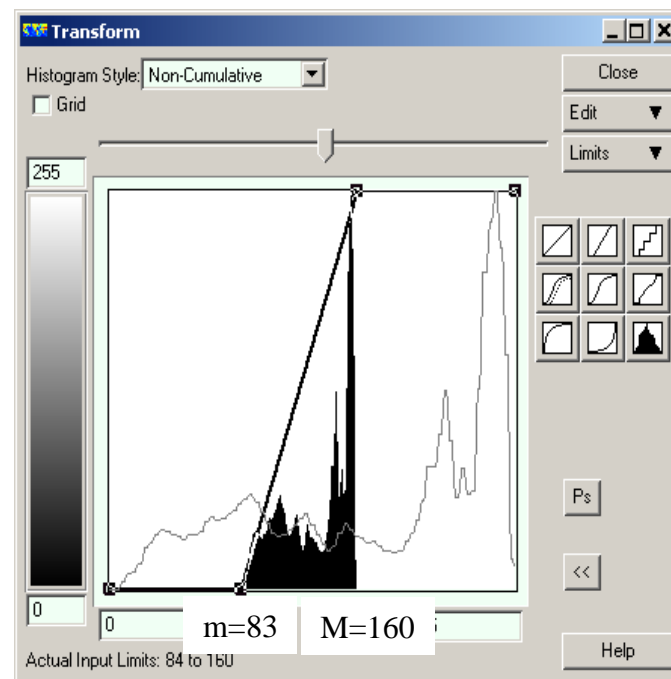 Transform
Histogram Style: Non-Cumulative
Close
Grid
Edit
Limits
255
Ps
<<
0
0
m=83
M=160
Actual Input Limits: 84 to 160
Help